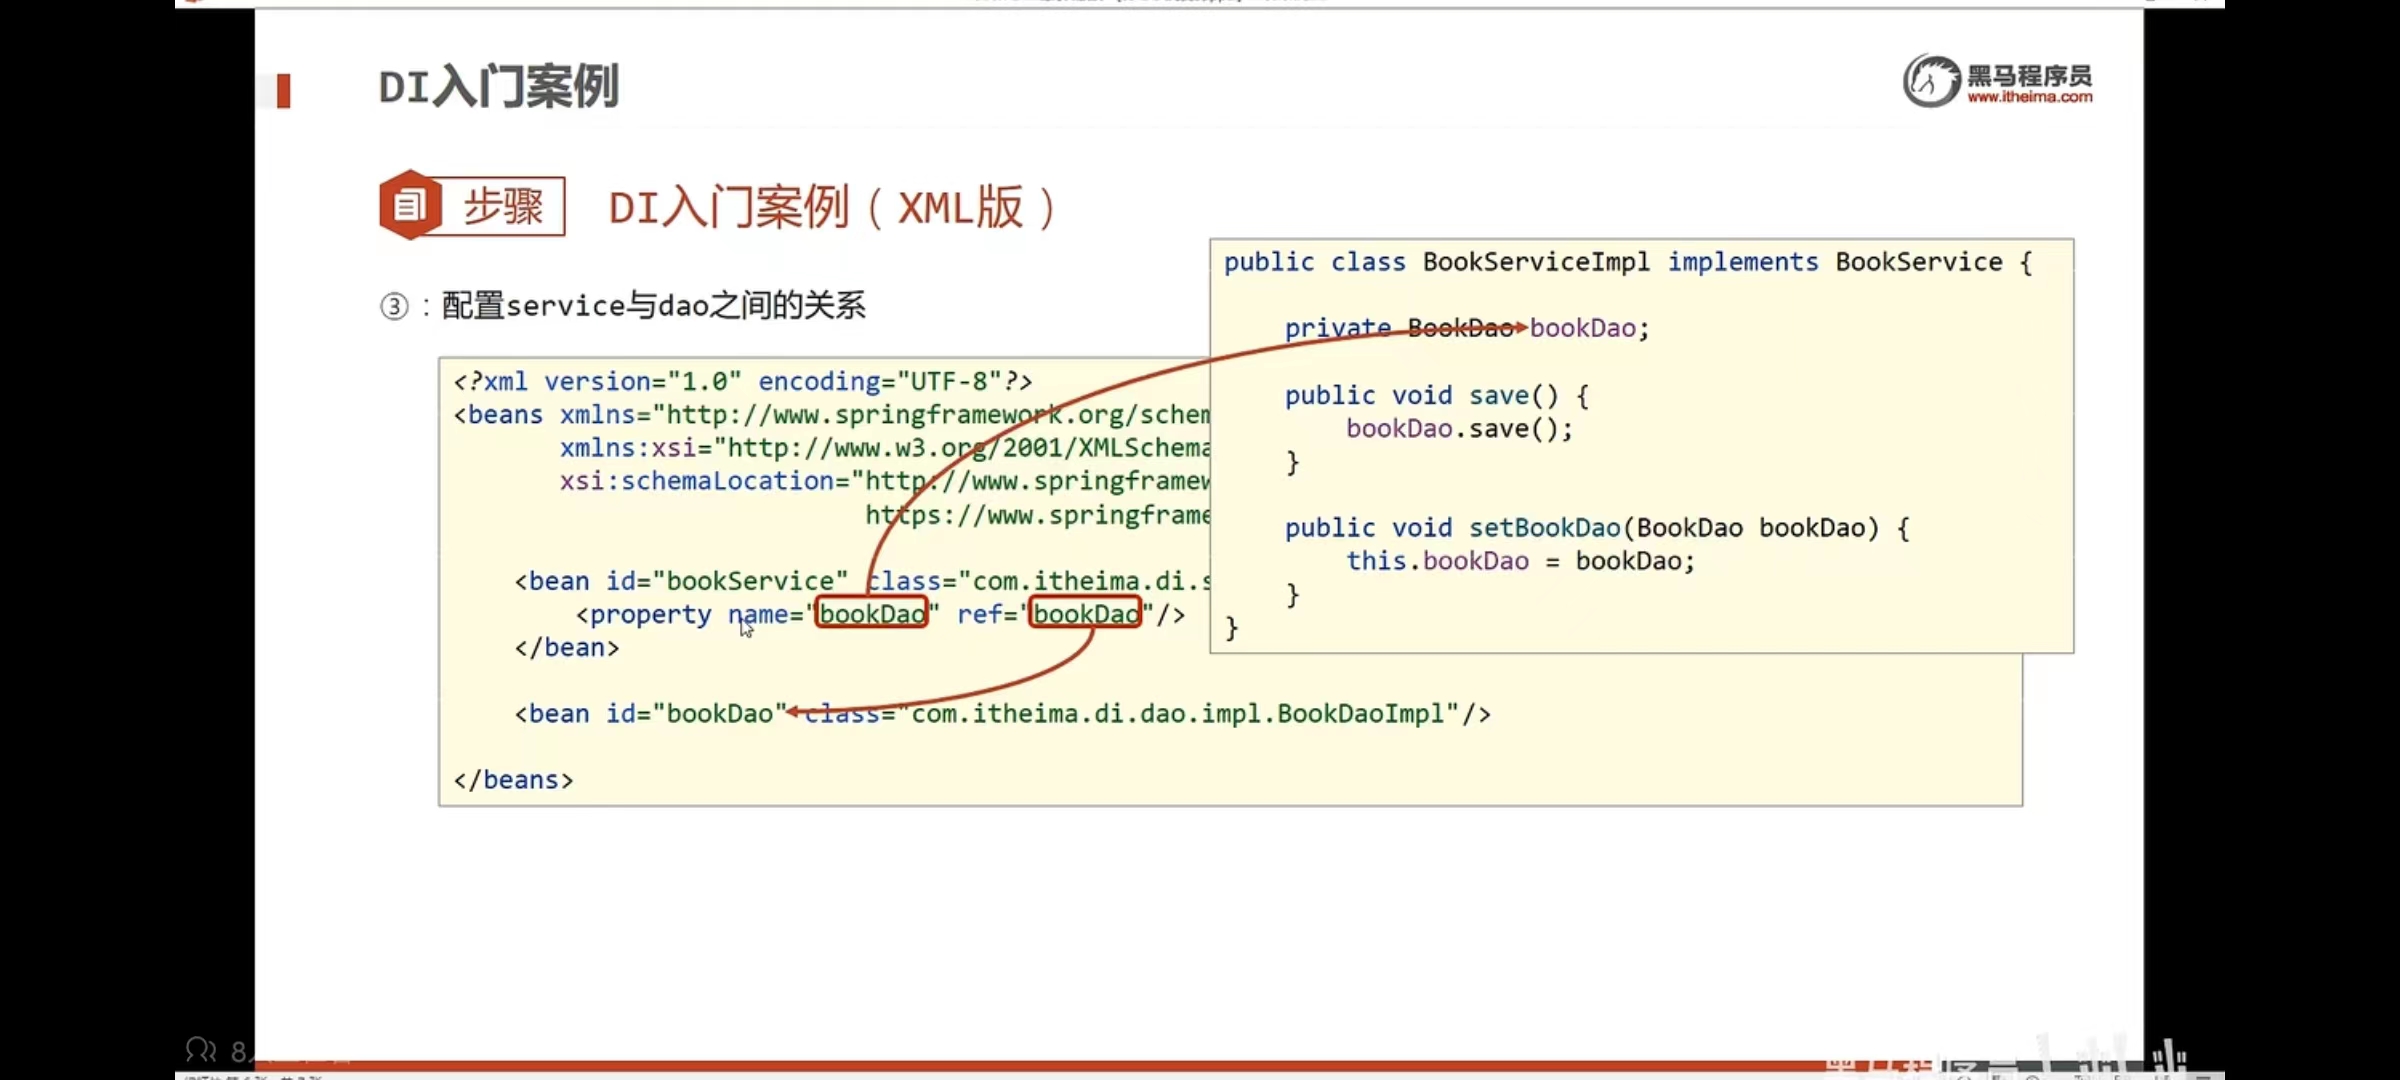 DI入门案例
黑马程序员
www.itheima.com
步骤
DI入门案例（XML版）
③：配置service与dao之间的关系
<?xml version="1.0" encoding="UTF-8"?>
<beans xmlns="http://www.springframework.org/schem
xmlns:xsi="http://www.w3.org/2001/XMLSchema
xsi:schemaLocation="http://www.springframew
https://www.springframe
<bean id="bookService" class="com.itheima.di.s
<property name="bookDao" ref="bookDao"/>
</bean>
<bean id="bookDao" class="com.itheima.di.dao.impl.BookDaoImpl"/>
</beans>
public class BookServiceImpl implements BookService {
private BookDao bookDao;
public void save() {
bookDao.save();
}
public void setBookDao(BookDao bookDao) {
this.bookDao = bookDao;
}
}